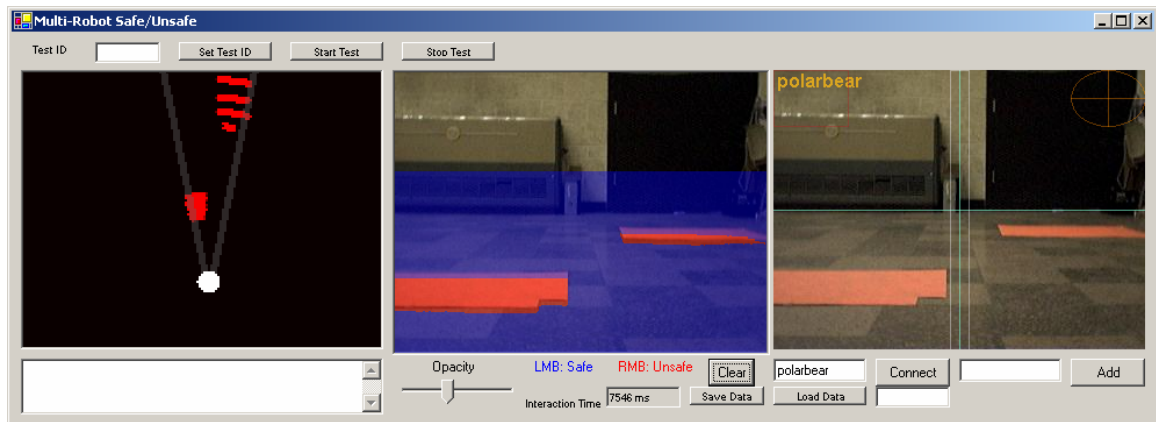 Multi-Robot Safe/Unsafe
Test ID Set Test ID Start Test Stop Test
polarbear
Opacity LMB: Safe RMB: Unsafe Clear polarbear Connect Add
Interaction Time 7546 ms Save Data Load Data